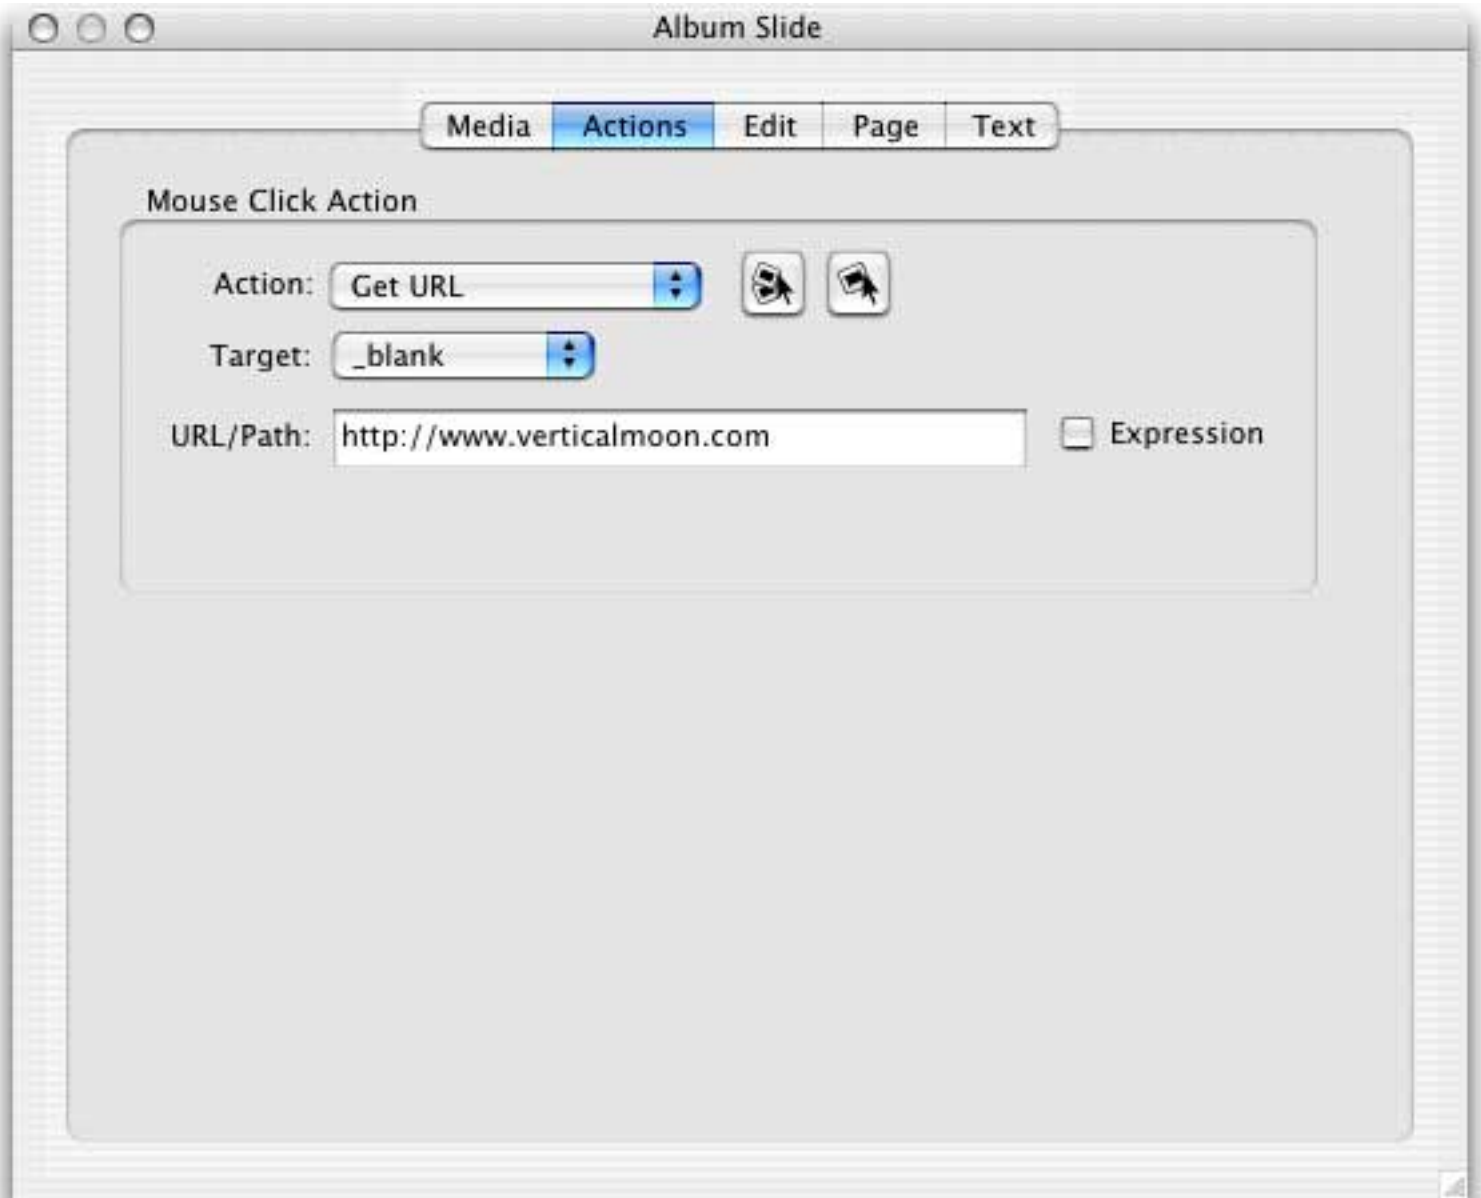 Album Slide
Media Actions Edit Page Text
Mouse Click Action
Action: Get URL
Target: _blank
URL/Path: http://www.verticalmoon.com Expression